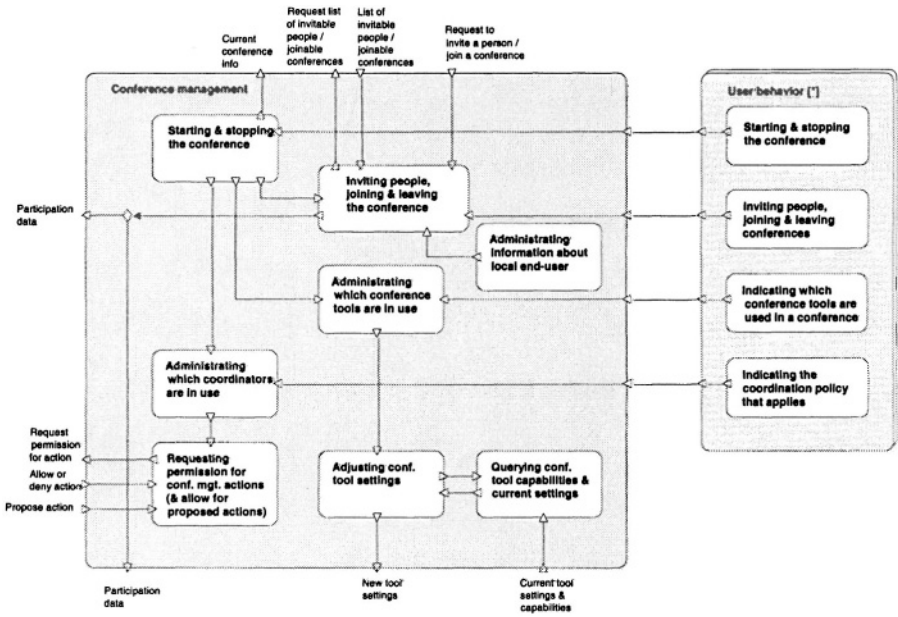 Current
conference
info
Request list
of invitable
people /
joinable
conferences
List of
invitable
people /
joinable
conferences
Request to
invite a person /
join a conference
Conference management
User behavior [*]
Starting & stopping
the conference
Starting & stopping
the conference
Inviting people,
joining & leaving
the conference
Inviting people,
joining & leaving
conferences
Participation
data
Administrating
information about
local end-user
Administrating
which conference
tools are in use
Indicating which
conference tools are
used in a conference
Administrating
which coordinators
are in use
Indicating the
coordination policy
that applies
Request
permission
for action
Allow or
deny action
Propose action
Requesting
permission for
conf. mgt. actions
(& allow for
proposed actions)
Adjusting conf.
tool settings
Querying conf.
tool capabilities &
current settings
Participation
data
New tool
settings
Current tool
settings &
capabilities